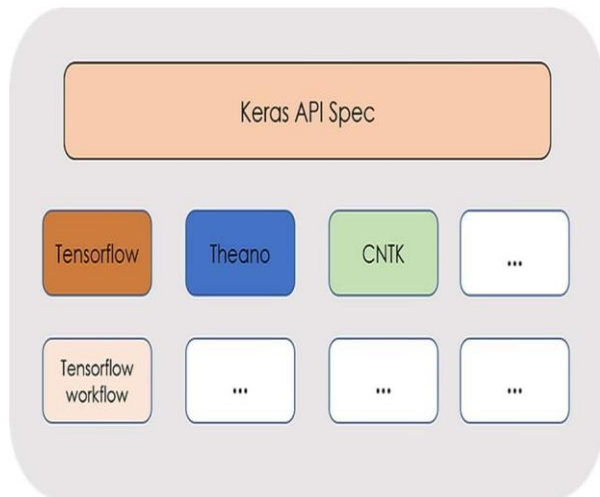 Keras API Spec
Tensorflow
Theano
CNTK
...
Tensorflow
workflow
...
...
...